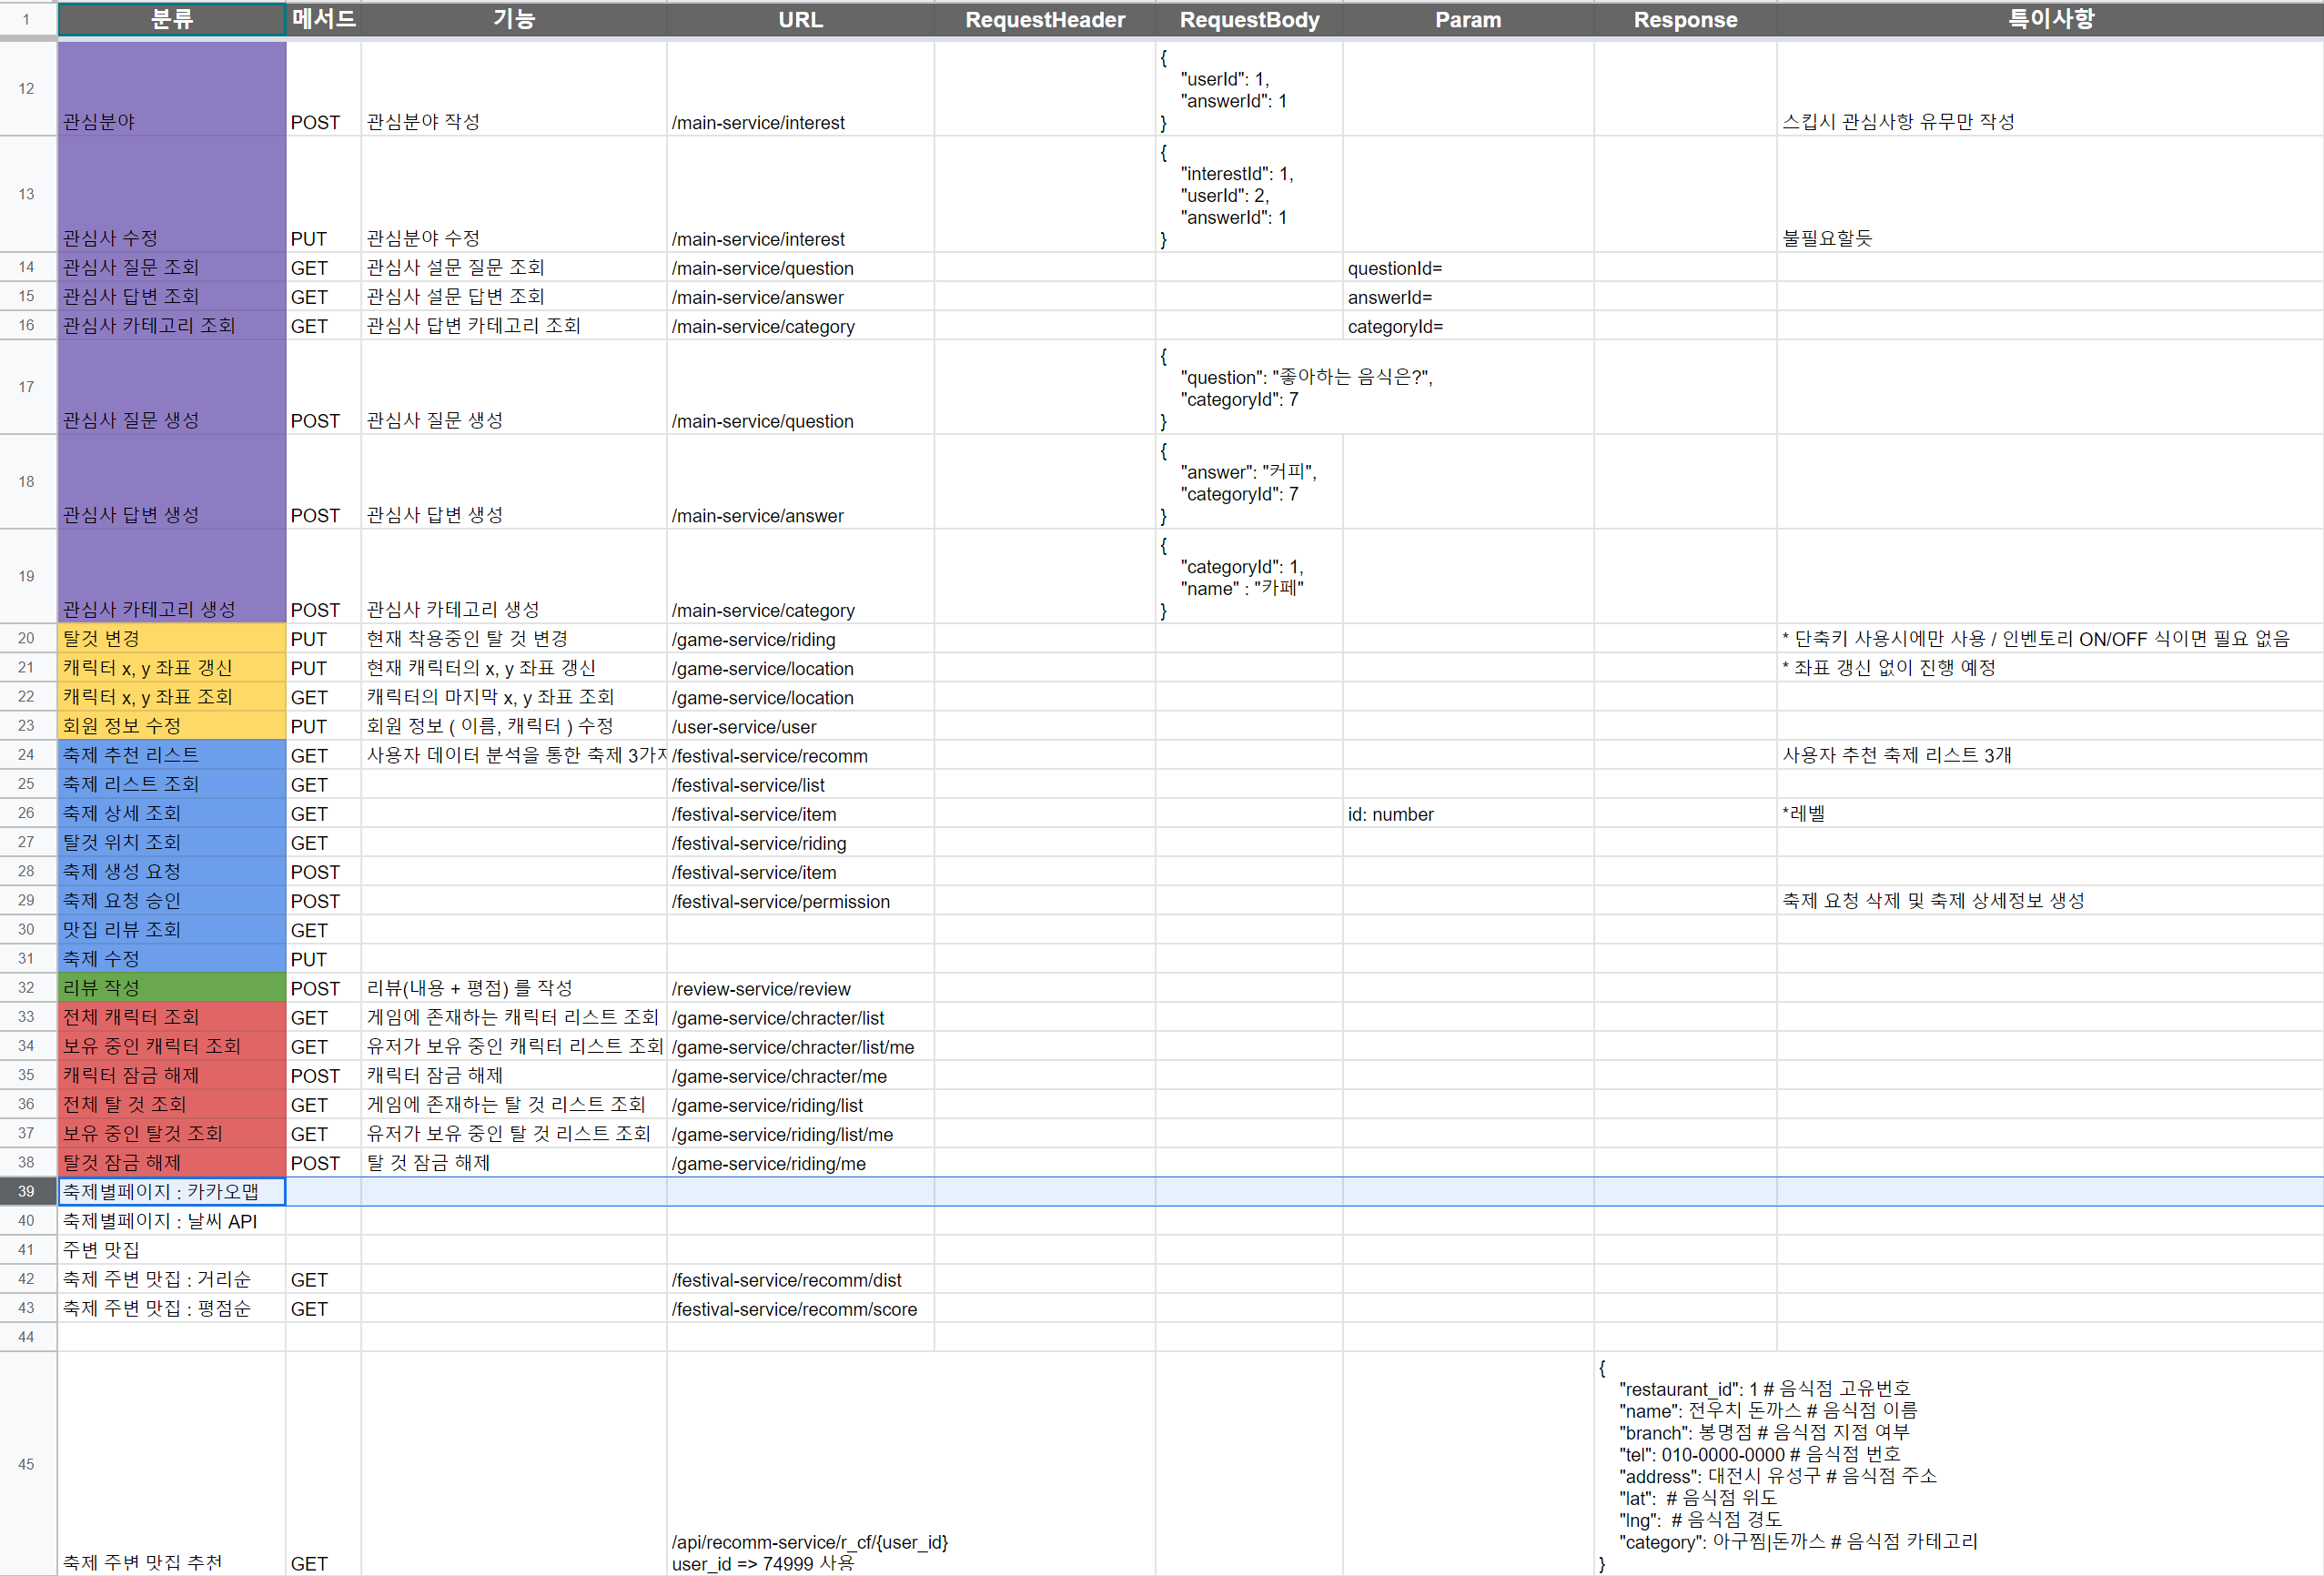 1 분류 메서드 기능 URL RequestHeader RequestBody Param Response 특이사항
{
"userId": 1,
"answerId": 1
}
12 관심분야 POST 관심분야 작성 /main-service/interest 스킵시 관심사항 유무만 작성
{
"interestId": 1,
"userId": 2,
"answerId": 1
}
13 관심사 수정 PUT 관심분야 수정 /main-service/interest 불필요할듯
14 관심사 질문 조회 GET 관심사 설문 질문 조회 /main-service/question questionId=
15 관심사 답변 조회 GET 관심사 설문 답변 조회 /main-service/answer answerId=
16 관심사 카테고리 조회 GET 관심사 답변 카테고리 조회 /main-service/category categoryId=
{
"question": "좋아하는 음식은?",
"categoryId": 7
}
17 관심사 질문 생성 POST 관심사 질문 생성 /main-service/question
{
"answer": "커피",
"categoryId": 7
}
18 관심사 답변 생성 POST 관심사 답변 생성 /main-service/answer
{
"categoryId": 1,
"name" : "카페"
}
19 관심사 카테고리 생성 POST 관심사 카테고리 생성 /main-service/category
20 탈것 변경 PUT 현재 착용중인 탈 것 변경 /game-service/riding * 단축키 사용시에만 사용 / 인벤토리 ON/OFF 식이면 필요 없음
21 캐릭터 x, y 좌표 갱신 PUT 현재 캐릭터의 x, y 좌표 갱신 /game-service/location * 좌표 갱신 없이 진행 예정
22 캐릭터 x, y 좌표 조회 GET 캐릭터의 마지막 x, y 좌표 조회 /game-service/location
23 회원 정보 수정 PUT 회원 정보 ( 이름, 캐릭터 ) 수정 /user-service/user
24 축제 추천 리스트 GET 사용자 데이터 분석을 통한 축제 3가지 /festival-service/recomm 사용자 추천 축제 리스트 3개
25 축제 리스트 조회 GET /festival-service/list
26 축제 상세 조회 GET /festival-service/item id: number *레벨
27 탈것 위치 조회 GET /festival-service/riding
28 축제 생성 요청 POST /festival-service/item
29 축제 요청 승인 POST /festival-service/permission 축제 요청 삭제 및 축제 상세정보 생성
30 맛집 리뷰 조회 GET
31 축제 수정 PUT
32 리뷰 작성 POST 리뷰(내용 + 평점) 를 작성 /review-service/review
33 전체 캐릭터 조회 GET 게임에 존재하는 캐릭터 리스트 조회 /game-service/chracter/list
34 보유 중인 캐릭터 조회 GET 유저가 보유 중인 캐릭터 리스트 조회 /game-service/chracter/list/me
35 캐릭터 잠금 해제 POST 캐릭터 잠금 해제 /game-service/chracter/me
36 전체 탈 것 조회 GET 게임에 존재하는 탈 것 리스트 조회 /game-service/riding/list
37 보유 중인 탈것 조회 GET 유저가 보유 중인 탈 것 리스트 조회 /game-service/riding/list/me
38 탈것 잠금 해제 POST 탈 것 잠금 해제 /game-service/riding/me
39 축제별페이지 : 카카오맵
40 축제별페이지 : 날씨 API
41 주변 맛집
42 축제 주변 맛집 : 거리순 GET /festival-service/recomm/dist
43 축제 주변 맛집 : 평점순 GET /festival-service/recomm/score
44
{
"restaurant_id": 1 # 음식점 고유번호
"name": 전우치 돈까스 # 음식점 이름
"branch": 봉명점 # 음식점 지점 여부
"tel": 010-0000-0000 # 음식점 번호
45 "address": 대전시 유성구 # 음식점 주소
"lat": # 음식점 위도
"lng": # 음식점 경도
/api/recomm-service/r_cf/{user_id} "category": 아구찜|돈까스 # 음식점 카테고리
축제 주변 맛집 추천 GET user_id => 74999 사용 }